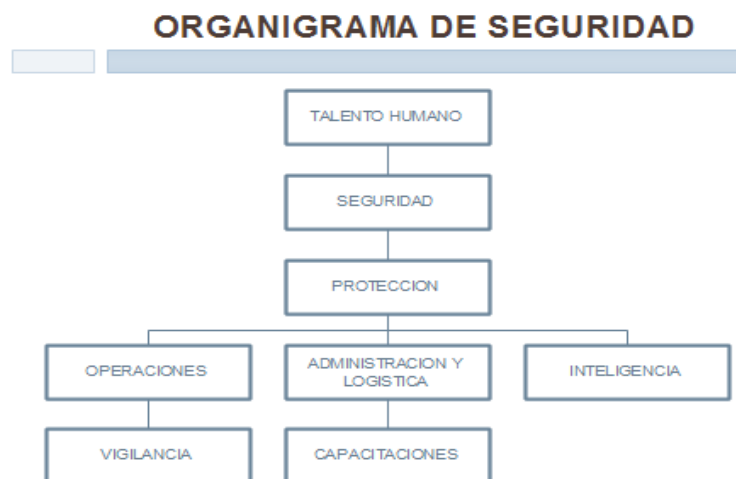 ORGANIGRAMA DE SEGURIDAD
TALENTO HUMANO
SEGURIDAD
PROTECCION
OPERACIONES
ADMINISTRACION Y
LOGISTICA
INTELIGENCIA
VIGILANCIA
CAPACITACIONES